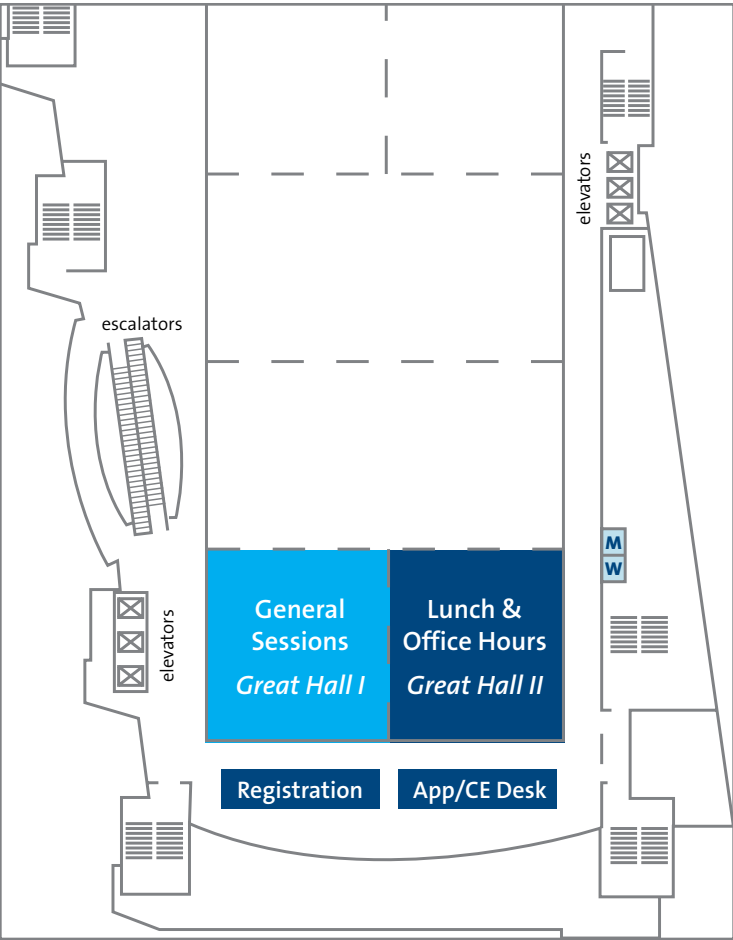 elevators
escalators
M
W
General
Sessions
Great Hall I
Lunch &
Office Hours
Great Hall II
elevators
Registration
App/CE Desk